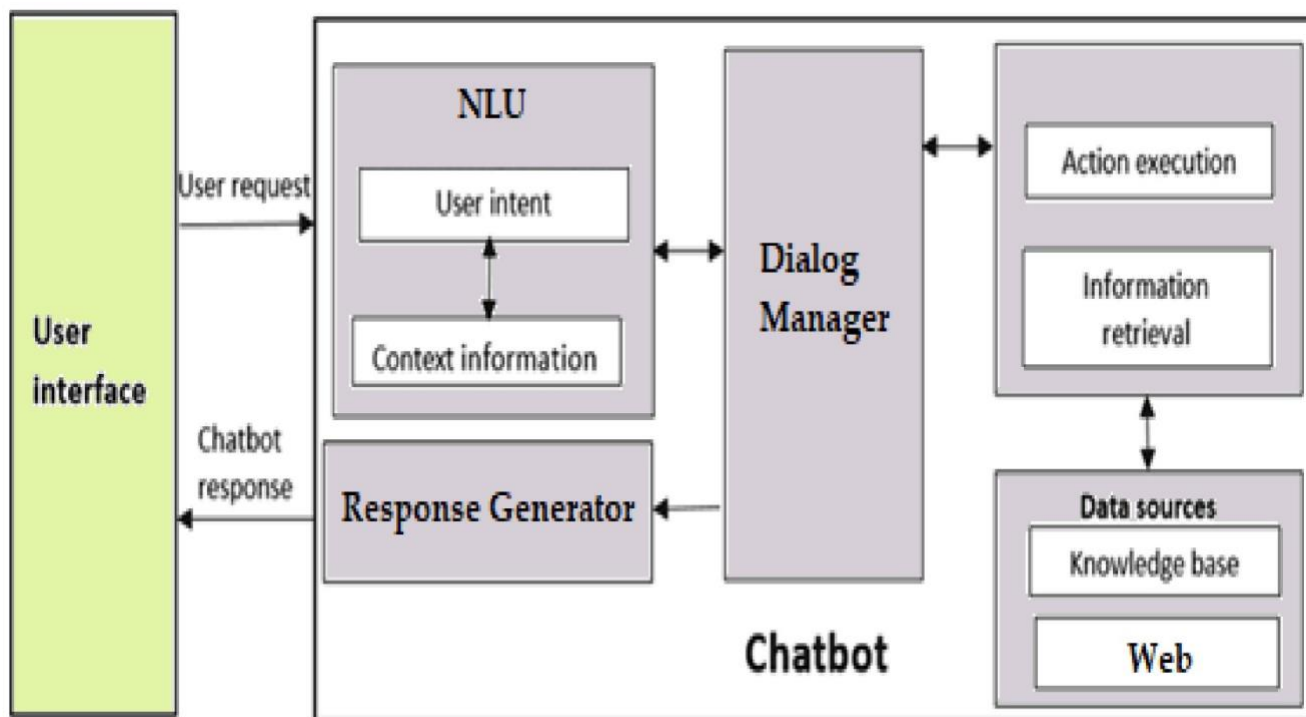 User
interface
User request
Chatbot
response
NLU
User intent
Context information
Response Generator
Dialog
Manager
Action execution
Information
retrieval
Data sources
Knowledge base
Web
Chatbot